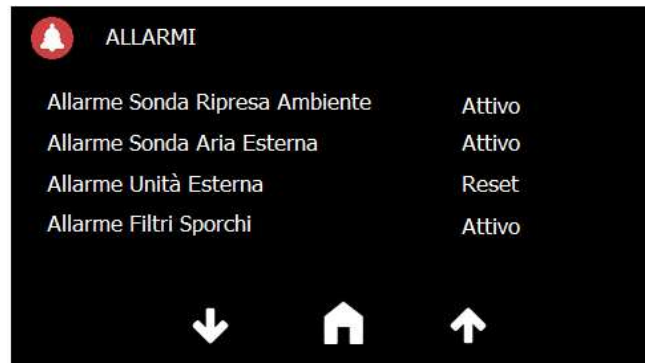 ALLARMI
Allarme Sonda Ripresa Ambiente Attivo
Allarme Sonda Aria Esterna Attivo
Allarme Unità Esterna Reset
Allarme Filtri Sporchi Attivo